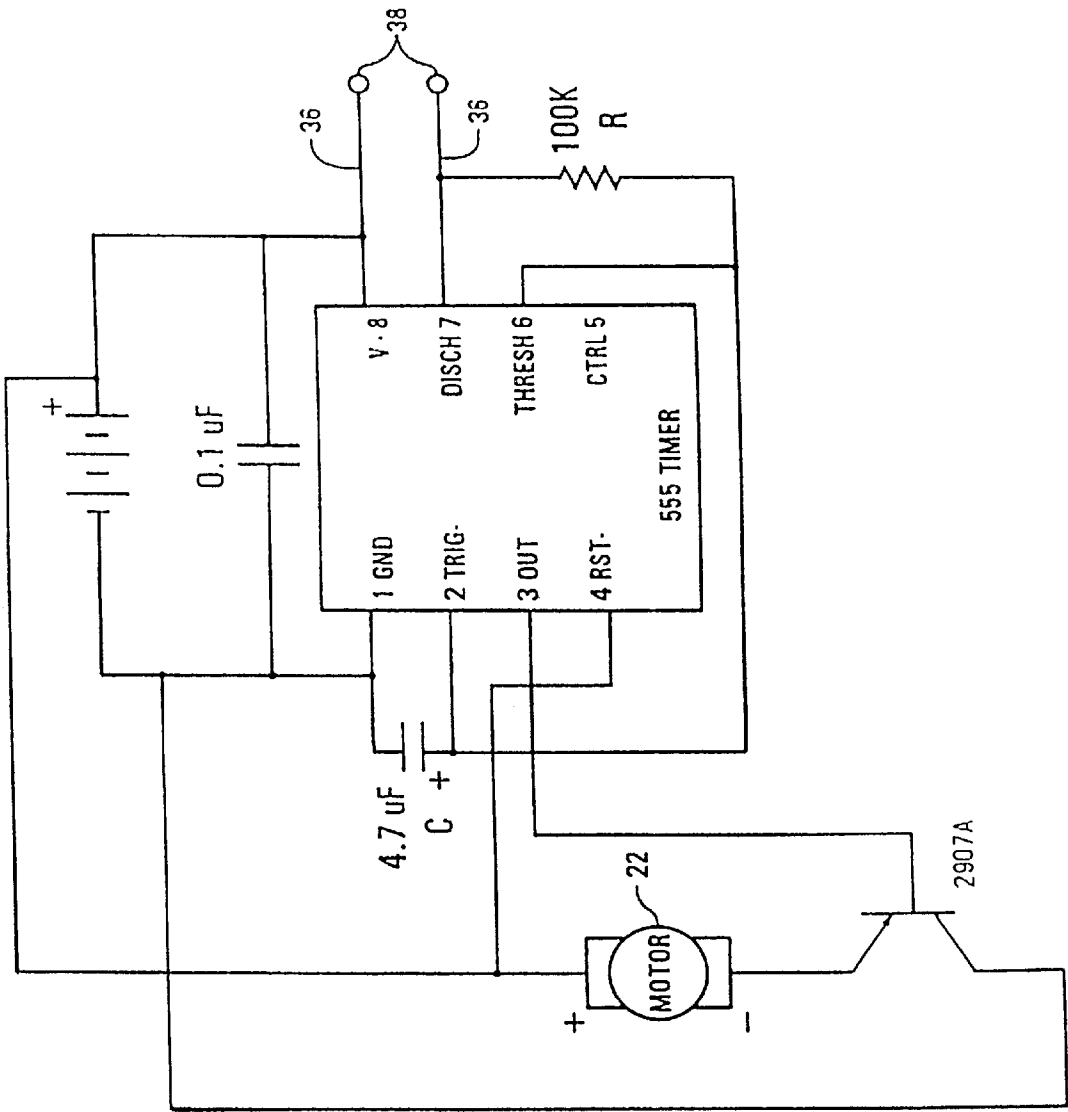 38
36
36
100K
R
+
0.1 uF
V·8
DISCH 7
THRESH 6
CTRL 5
1 GND
2 TRIG-
3 OUT
4 RST-
555 TIMER
4.7 uF
C +
22
MOTOR
+
−
2907A